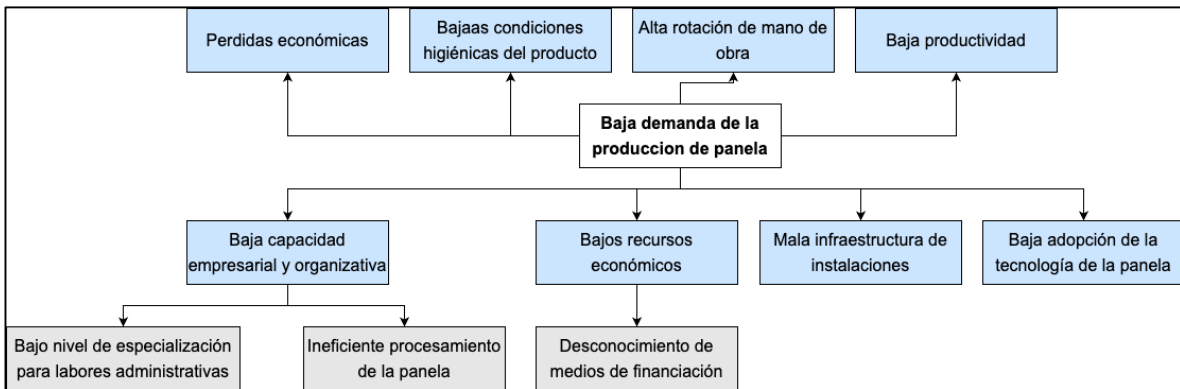 Perdidas económicas
Bajaas condiciones
higiénicas del producto
Alta rotación de mano de
obra
Baja productividad
Baja demanda de la
produccion de panela
Baja capacidad
empresarial y organizativa
Bajos recursos
económicos
Mala infraestructura de
instalaciones
Baja adopción de la
tecnología de la panela
Bajo nivel de especialización
para labores administrativas
Ineficiente procesamiento
de la panela
Desconocimiento de
medios de financiación